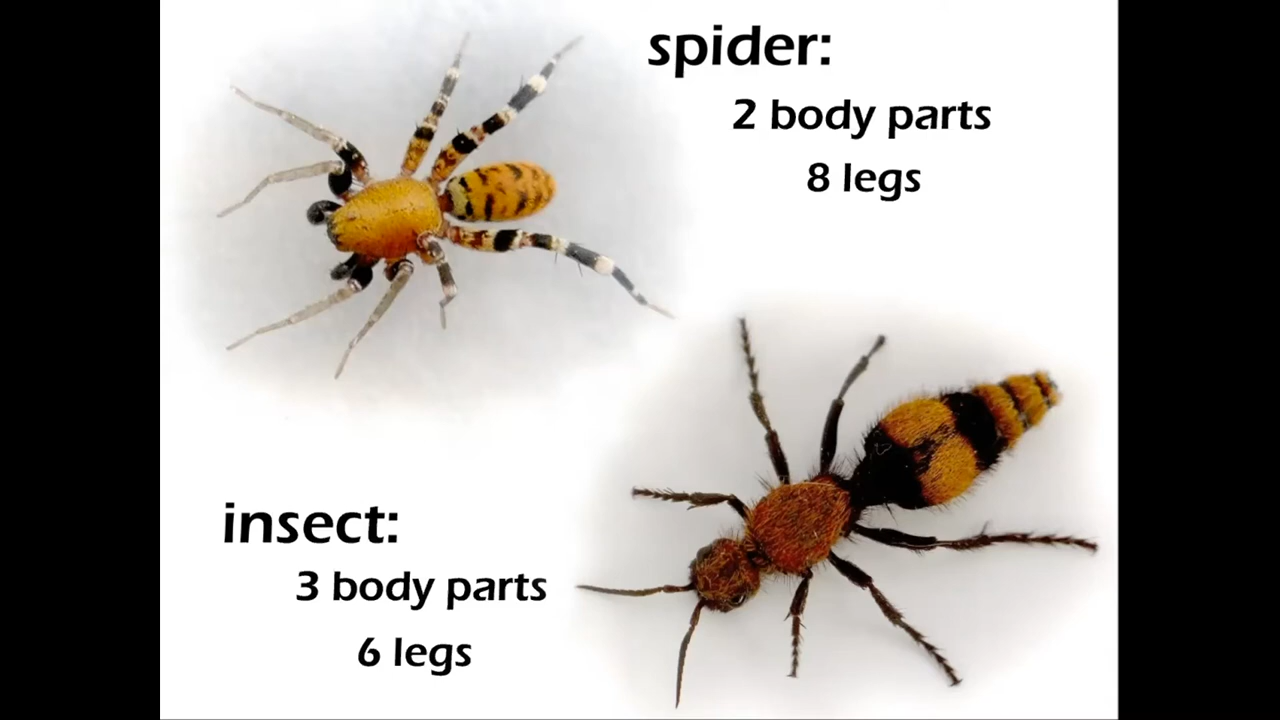 spider:
2 body parts
8 legs
insect:
3 body parts
6 legs